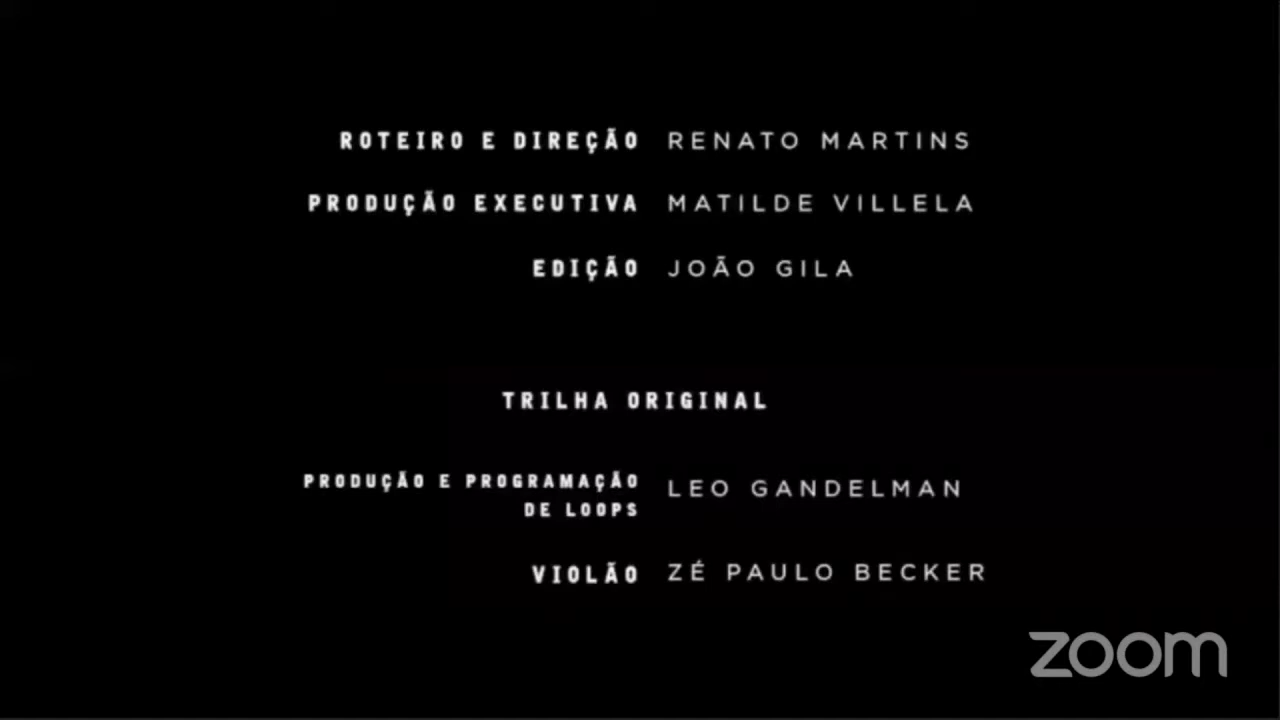 ROTEIRO E DIREÇÃO RENATO MARTINS
PRODUÇÃO EXECUTIVA MATILDE VILLELA
EDIÇÃO JOÃO GILA
TRILHA ORIGINAL
PRODUÇÃO E PROGRAMAÇÃO
DE LOOPS LEO GANDELMAN
VIOLÃO ZÉ PAULO BECKER
zoom